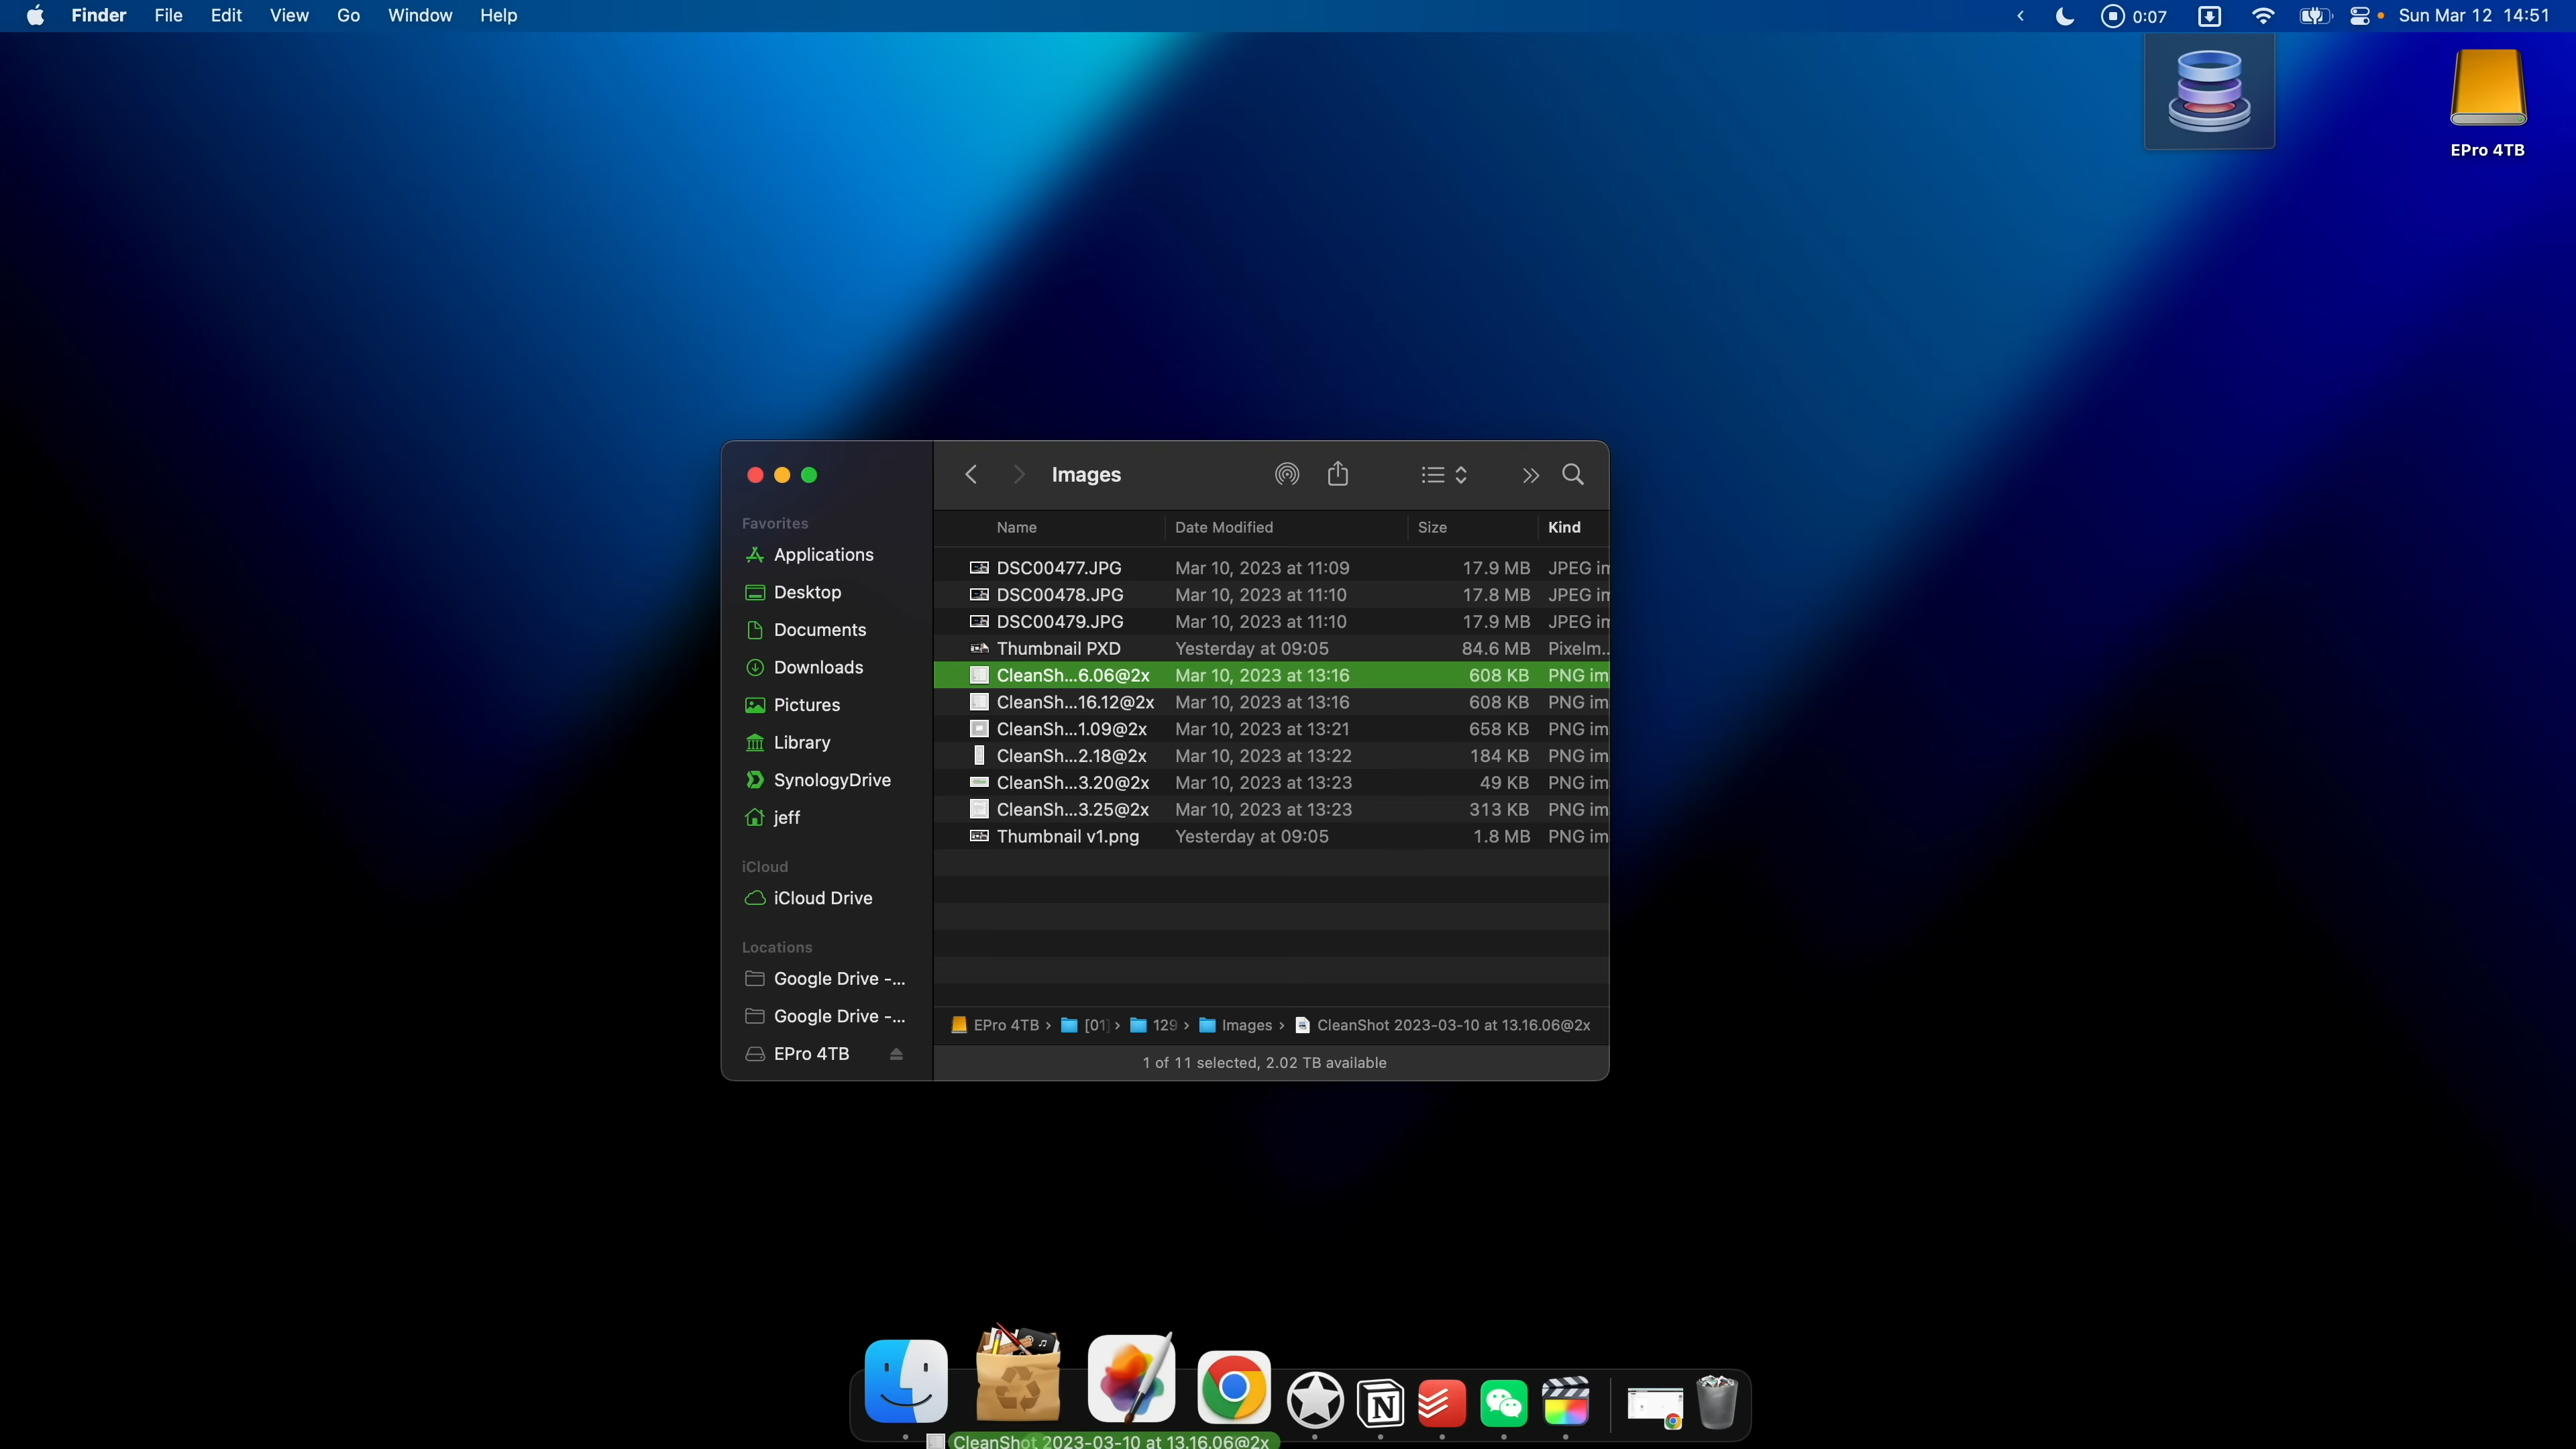 Finder File Edit View Go Window Help 0:07 Sun Mar 12 14:51
EPro 4TB
Images
Favorites
Applications
Desktop
Documents
Downloads
Pictures
Library
SynologyDrive
jeff
iCloud
iCloud Drive
Locations
Google Drive -...
Google Drive -...
EPro 4TB
Name Date Modified Size Kind
DSC00477.JPG Mar 10, 2023 at 11:09 17.9 MB JPEG im
DSC00478.JPG Mar 10, 2023 at 11:10 17.8 MB JPEG im
DSC00479.JPG Mar 10, 2023 at 11:10 17.9 MB JPEG im
Thumbnail PXD Yesterday at 09:05 84.6 MB Pixelm...
CleanSh...6.06@2x Mar 10, 2023 at 13:16 608 KB PNG im
CleanSh...16.12@2x Mar 10, 2023 at 13:16 608 KB PNG im
CleanSh...1.09@2x Mar 10, 2023 at 13:21 658 KB PNG im
CleanSh...2.18@2x Mar 10, 2023 at 13:22 184 KB PNG im
CleanSh...3.20@2x Mar 10, 2023 at 13:23 49 KB PNG im
CleanSh...3.25@2x Mar 10, 2023 at 13:23 313 KB PNG im
Thumbnail v1.png Yesterday at 09:05 1.8 MB PNG im
EPro 4TB › [01] › 129 › Images › CleanShot 2023-03-10 at 13.16.06@2x
1 of 11 selected, 2.02 TB available
CleanShot 2023-03-10 at 13.16.06@2x